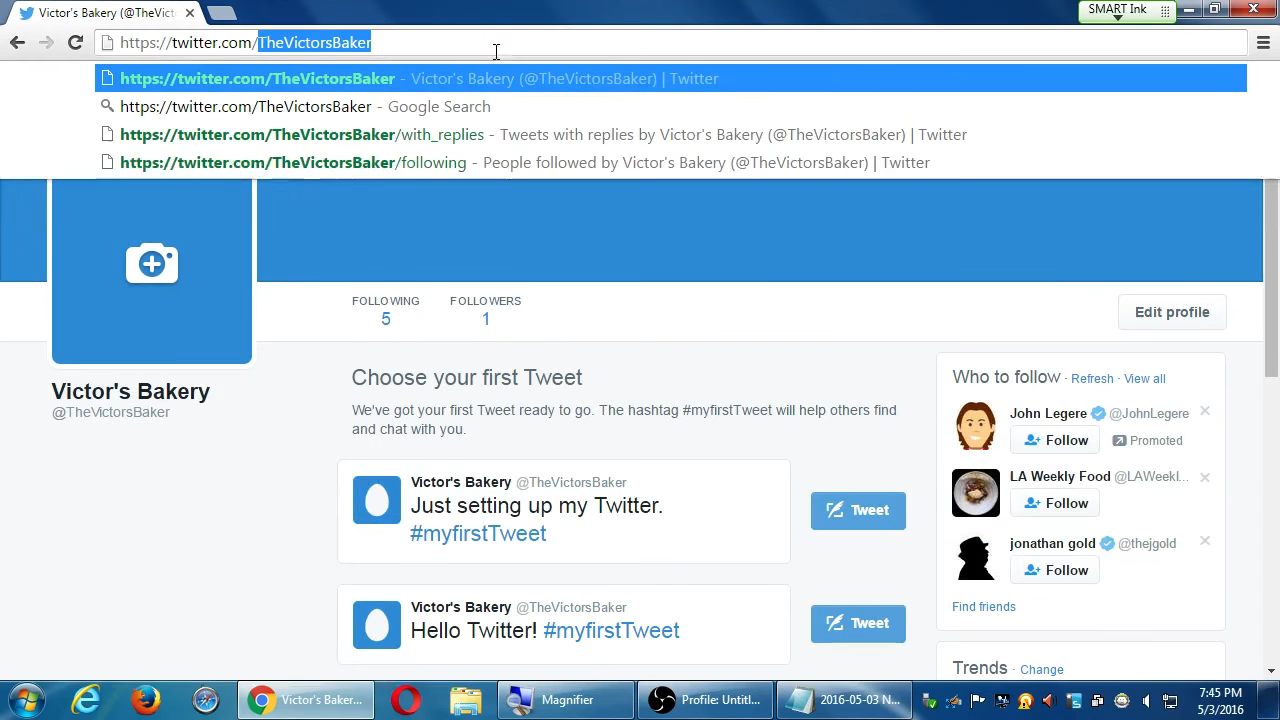 Victor's Bakery (@TheVict
SMART Ink
https://twitter.com/TheVictorsBaker
https://twitter.com/TheVictorsBaker - Victor's Bakery (@TheVictorsBaker) | Twitter
https://twitter.com/TheVictorsBaker - Google Search
https://twitter.com/TheVictorsBaker/with_replies - Tweets with replies by Victor's Bakery (@TheVictorsBaker) | Twitter
https://twitter.com/TheVictorsBaker/following - People followed by Victor's Bakery (@TheVictorsBaker) | Twitter
FOLLOWING FOLLOWERS
5 1
Edit profile
Victor's Bakery
@TheVictorsBaker
Choose your first Tweet
We've got your first Tweet ready to go. The hashtag #myfirstTweet will help others find
and chat with you.
Victor's Bakery @TheVictorsBaker
Just setting up my Twitter.
#myfirstTweet
Tweet
Victor's Bakery @TheVictorsBaker
Hello Twitter! #myfirstTweet
Tweet
Who to follow · Refresh · View all
John Legere @JohnLegere
Follow Promoted
LA Weekly Food @LAWeekl...
Follow
jonathan gold @thejgold
Follow
Find friends
Trends · Change
Victor's Baker...
Magnifier
Profile: Untitl...
2016-05-03 N...
7:45 PM
5/3/2016